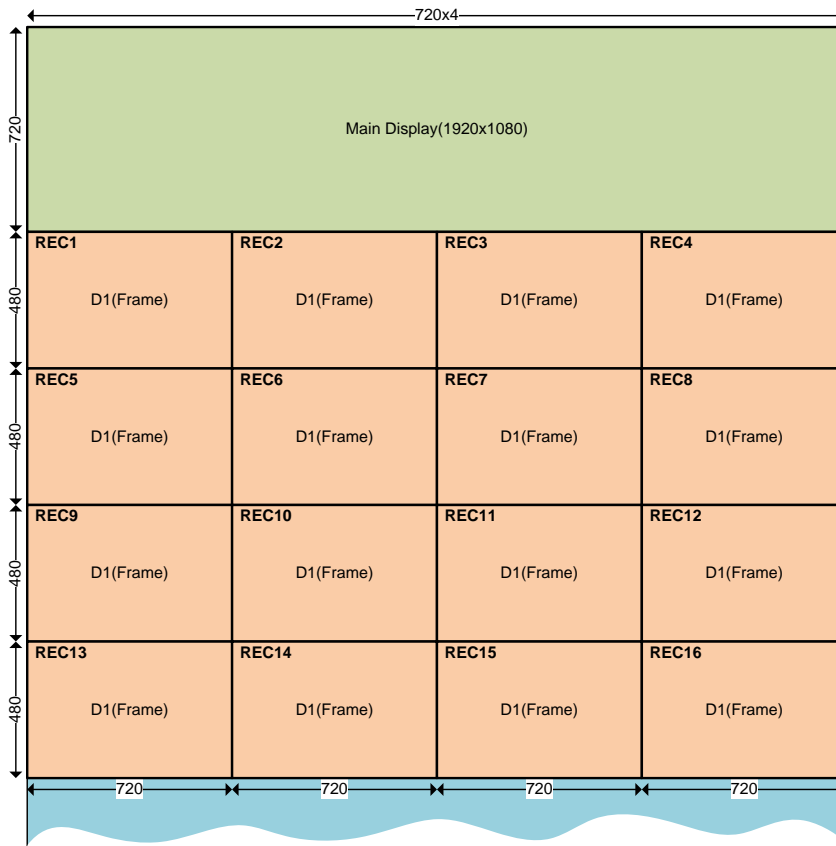 720x4
720
Main Display(1920x1080)
REC1 REC2 REC3 REC4
480
D1(Frame) D1(Frame) D1(Frame) D1(Frame)
REC5 REC6 REC7 REC8
480
D1(Frame) D1(Frame) D1(Frame) D1(Frame)
REC9 REC10 REC11 REC12
480
D1(Frame) D1(Frame) D1(Frame) D1(Frame)
REC13 REC14 REC15 REC16
480
D1(Frame) D1(Frame) D1(Frame) D1(Frame)
720 720 720 720